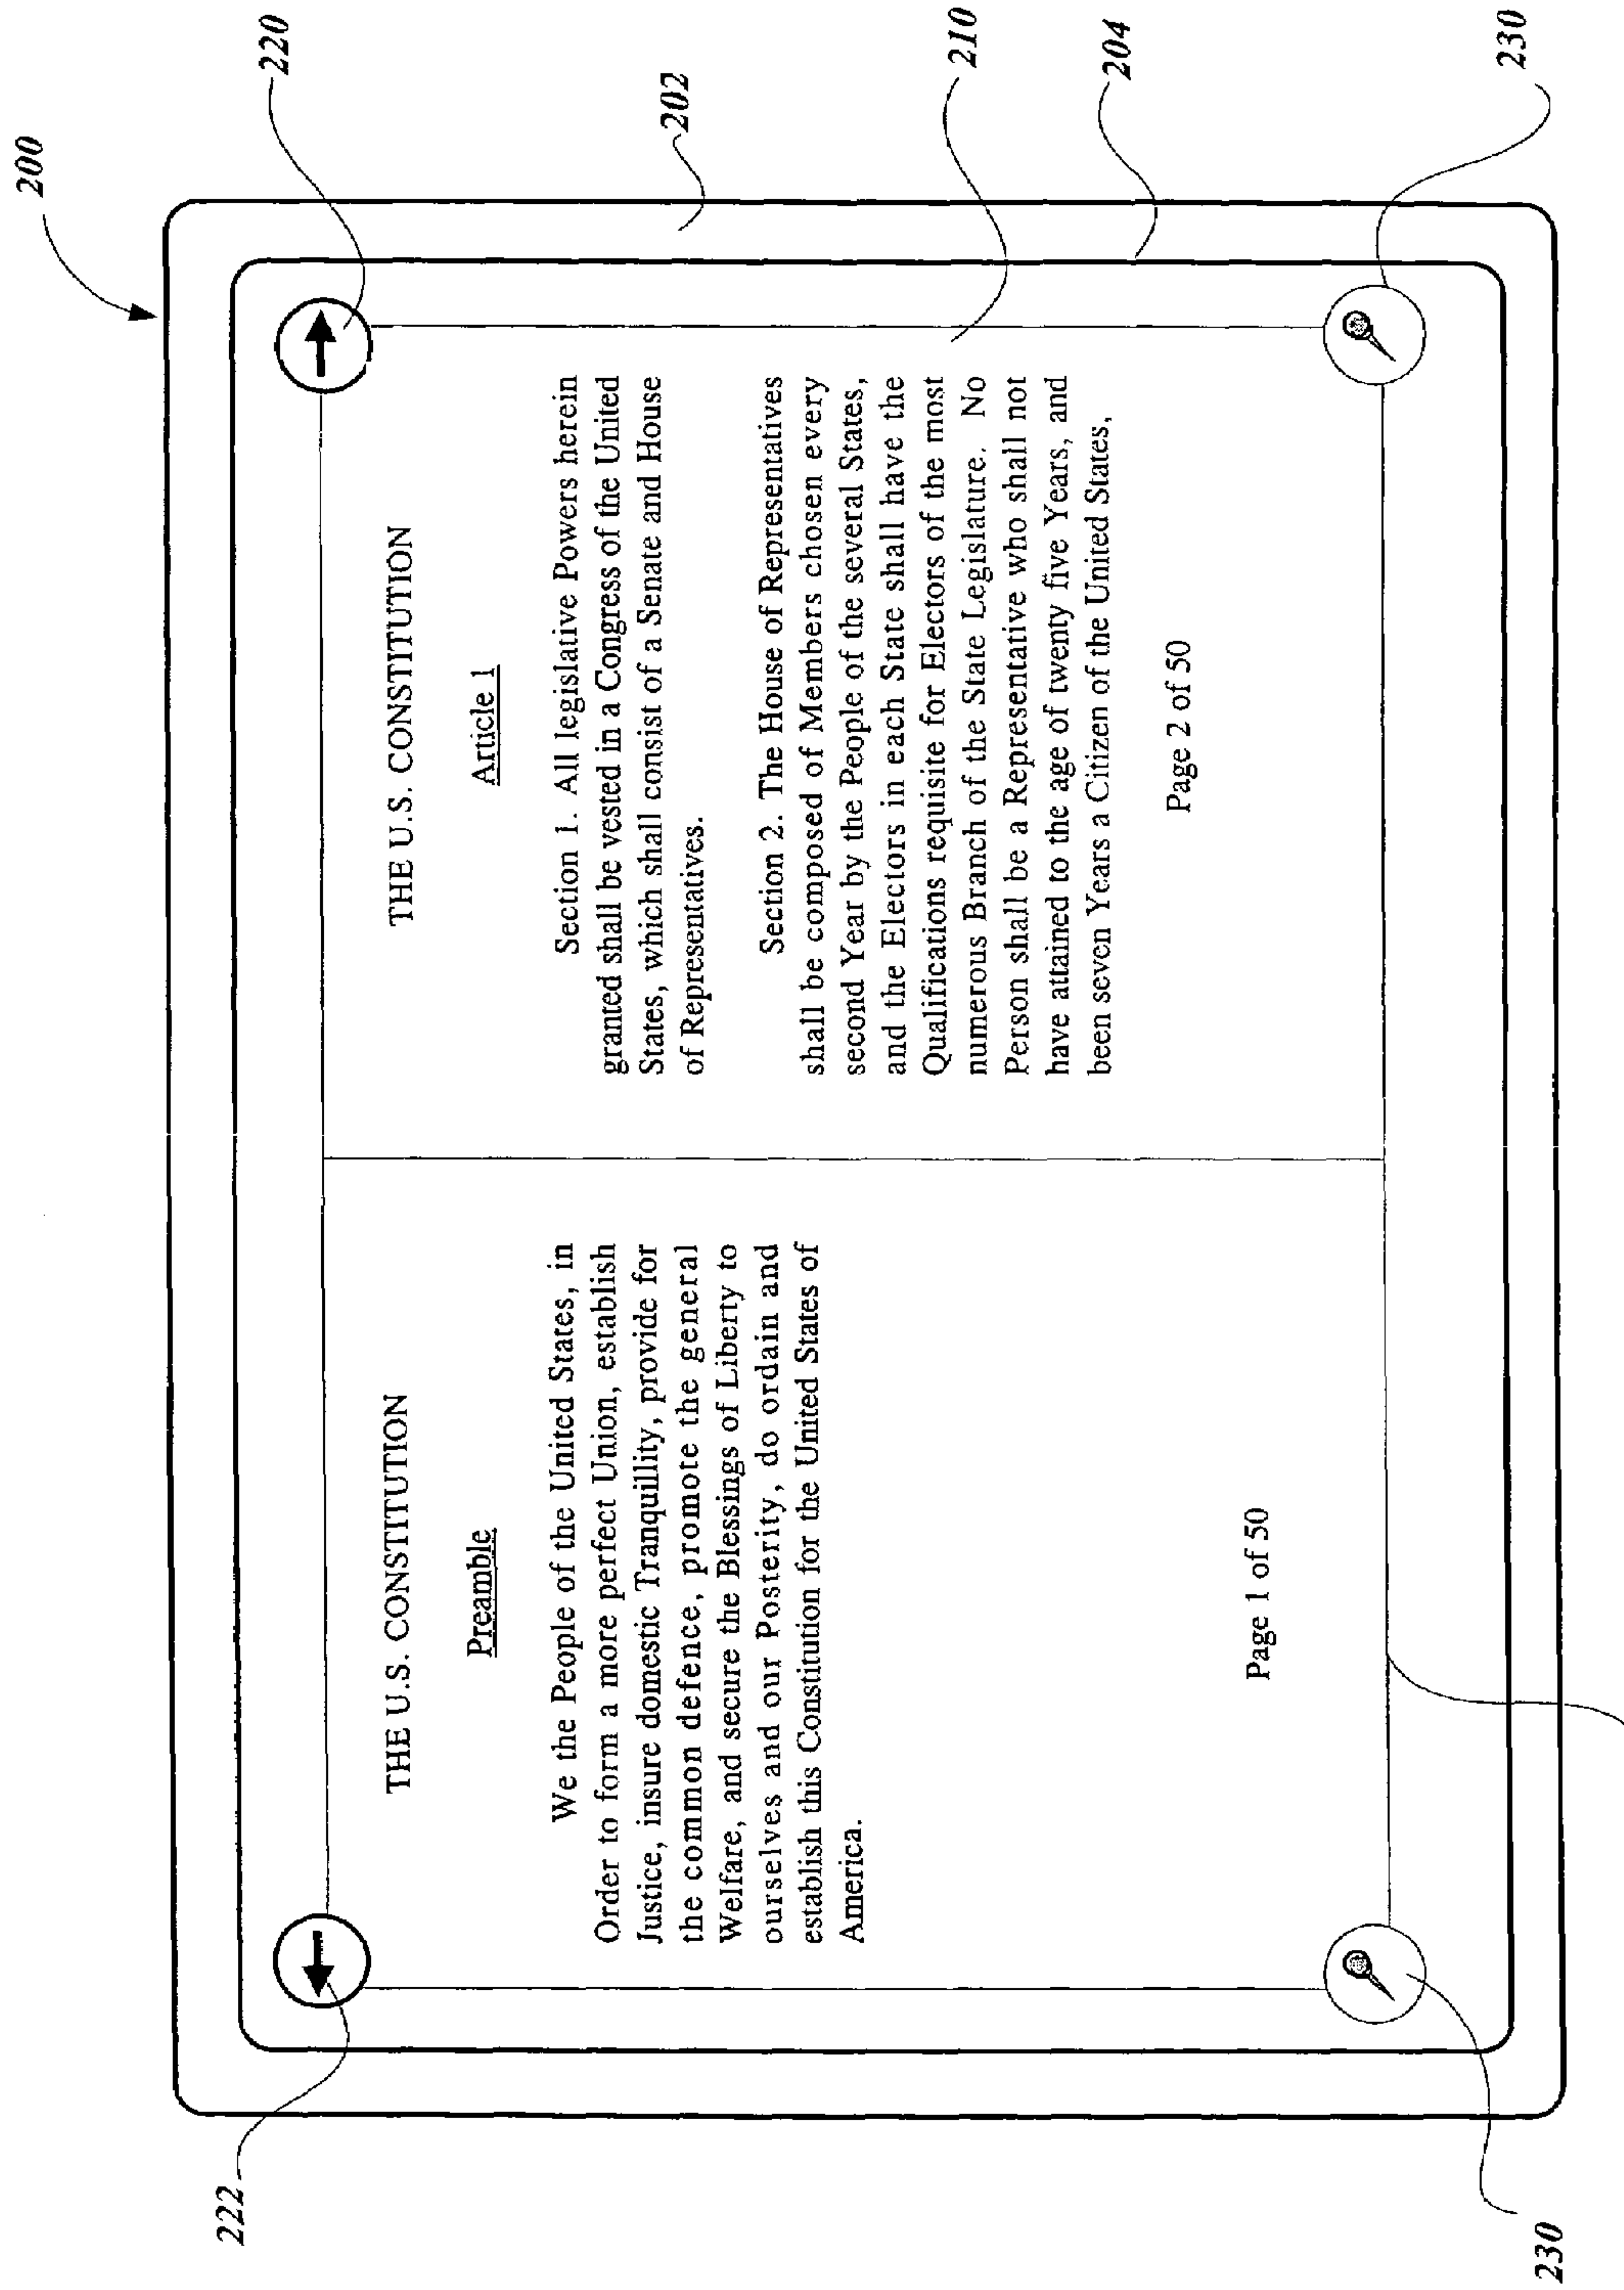 200
220
222
202
210
204
230
230
THE U.S. CONSTITUTION
Preamble
We the People of the United States, in
Order to form a more perfect Union, establish
Justice, insure domestic Tranquillity, provide for
the common defence, promote the general
Welfare, and secure the Blessings of Liberty to
ourselves and our Posterity, do ordain and
establish this Constitution for the United States of
America.
Page 1 of 50
THE U.S. CONSTITUTION
Article 1
Section 1. All legislative Powers herein
granted shall be vested in a Congress of the United
States, which shall consist of a Senate and House
of Representatives.
Section 2. The House of Representatives
shall be composed of Members chosen every
second Year by the People of the several States,
and the Electors in each State shall have the
Qualifications requisite for Electors of the most
numerous Branch of the State Legislature. No
Person shall be a Representative who shall not
have attained to the age of twenty five Years, and
been seven Years a Citizen of the United States,
Page 2 of 50